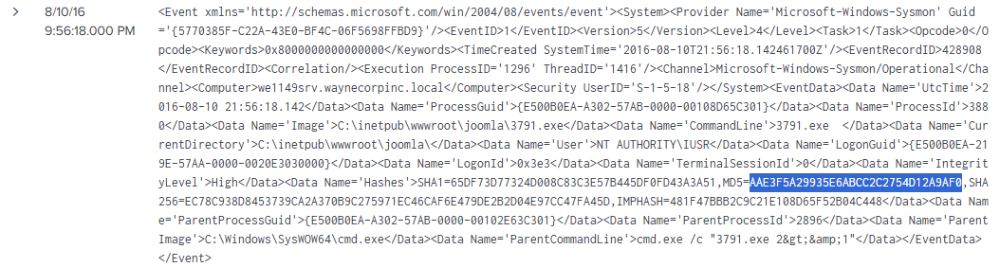 > 8/10/16 <Event xmlns='http://schemas.microsoft.com/win/2004/08/events/event'><System><Provider Name='Microsoft-Windows-Sysmon' Guid
9:56:18.000 PM ='{5770385F-C22A-43E0-BF4C-06F5698FFBD9}'/><EventID>1</EventID><Version>5</Version><Level>4</Level><Task>1</Task><Opcode>0</O
pcode><Keywords>0x8000000000000000</Keywords><TimeCreated SystemTime='2016-08-10T21:56:18.142461700Z'/><EventRecordID>428908
</EventRecordID><Correlation/><Execution ProcessID='1296' ThreadID='1416'/><Channel>Microsoft-Windows-Sysmon/Operational</Chan
nel><Computer>we1149srv.waynecorpinc.local</Computer><Security UserID='S-1-5-18'/></System><EventData><Data Name='UtcTime'>2
016-08-10 21:56:18.142</Data><Data Name='ProcessGuid'>{E500B0EA-A302-57AB-0000-00108D65C301}</Data><Data Name='ProcessId'>388
0</Data><Data Name='Image'>C:\inetpub\wwwroot\joomla\3791.exe</Data><Data Name='CommandLine'>3791.exe  </Data><Data Name='Cur
rentDirectory'>C:\inetpub\wwwroot\joomla\</Data><Data Name='User'>NT AUTHORITY\IUSR</Data><Data Name='LogonGuid'>{E500B0EA-21
9E-57AA-0000-0020E3030000}</Data><Data Name='LogonId'>0x3e3</Data><Data Name='TerminalSessionId'>0</Data><Data Name='Integrit
yLevel'>High</Data><Data Name='Hashes'>SHA1=65DF73D77324D008C83C3E57B445DF0FD43A3A51,MD5=AAE3F5A29935E6ABCC2C2754D12A9AF0,SHA
256=EC78C938D8453739CA2A370B9C275971EC46CAF6E479DE2B2D04E97CC47FA45D,IMPHASH=481F47BBB2C9C21E108D65F52B04C448</Data><Data Nam
e='ParentProcessGuid'>{E500B0EA-A302-57AB-0000-00102E63C301}</Data><Data Name='ParentProcessId'>2896</Data><Data Name='Parent
Image'>C:\Windows\SysWOW64\cmd.exe</Data><Data Name='ParentCommandLine'>cmd.exe /c "3791.exe 2&gt;&amp;1"</Data></EventData>
</Event>